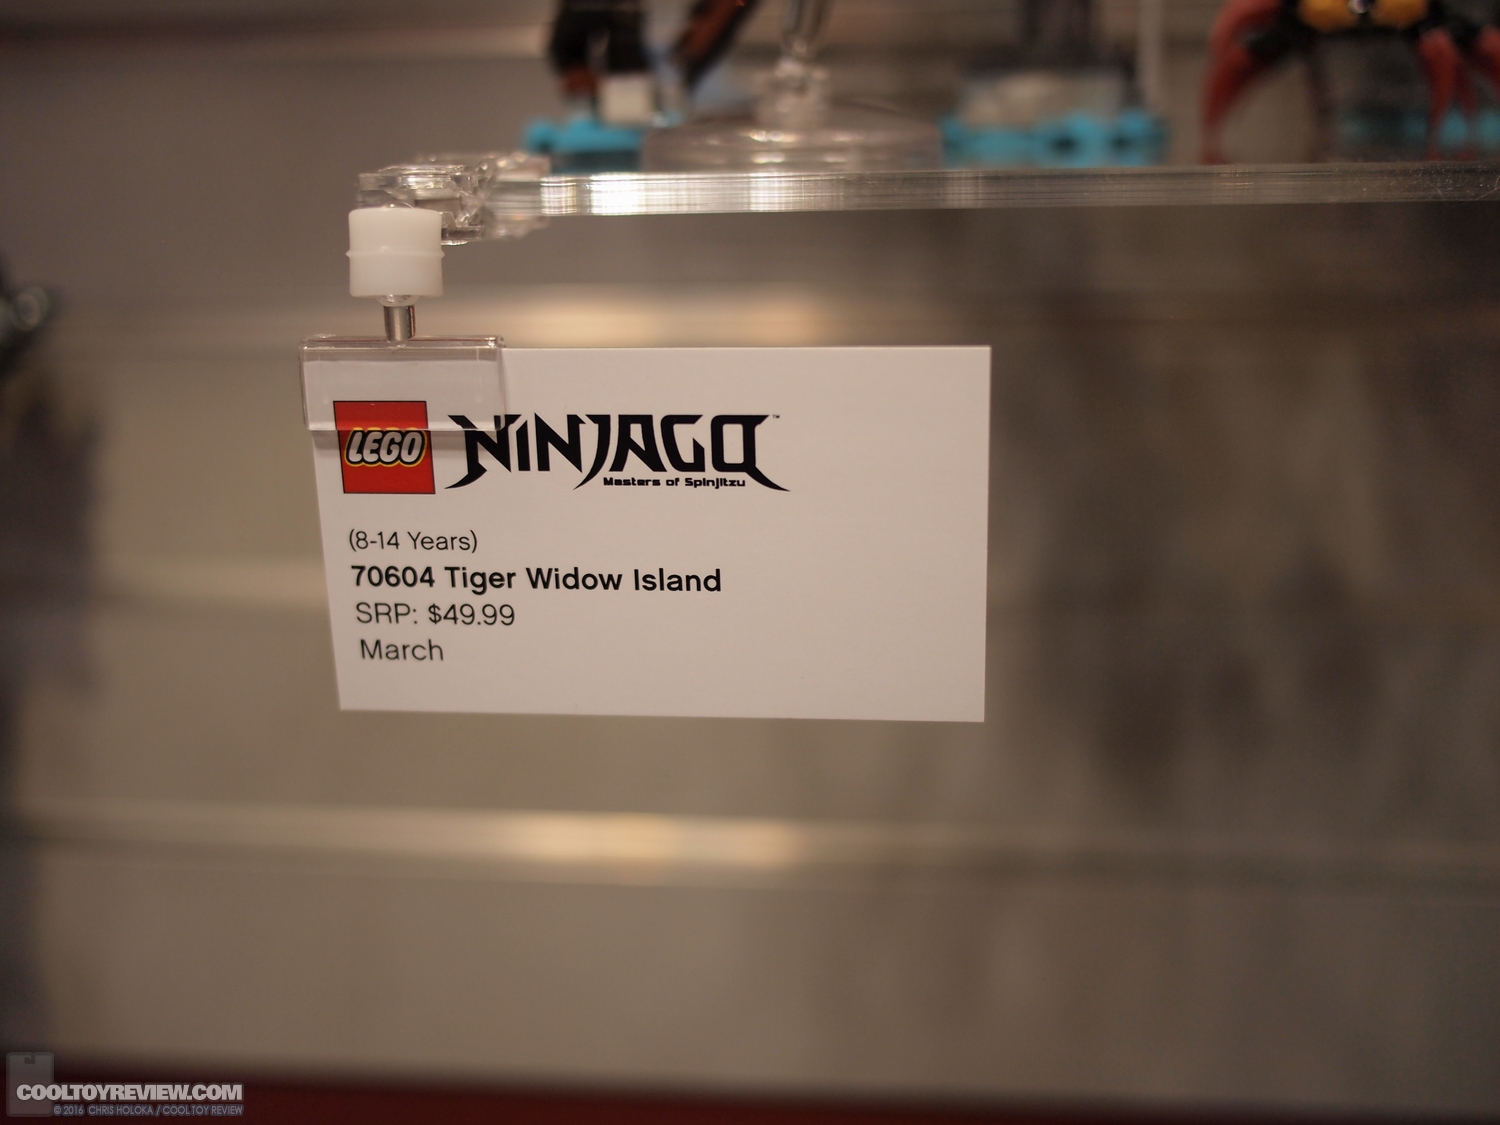 LEGO NINJAGO™
Masters of Spinjitzu
(8-14 Years)
70604 Tiger Widow Island
SRP: $49.99
March
COOLTOYREVIEW.COM
© 2016 CHRIS HOLOKA / COOL TOY REVIEW